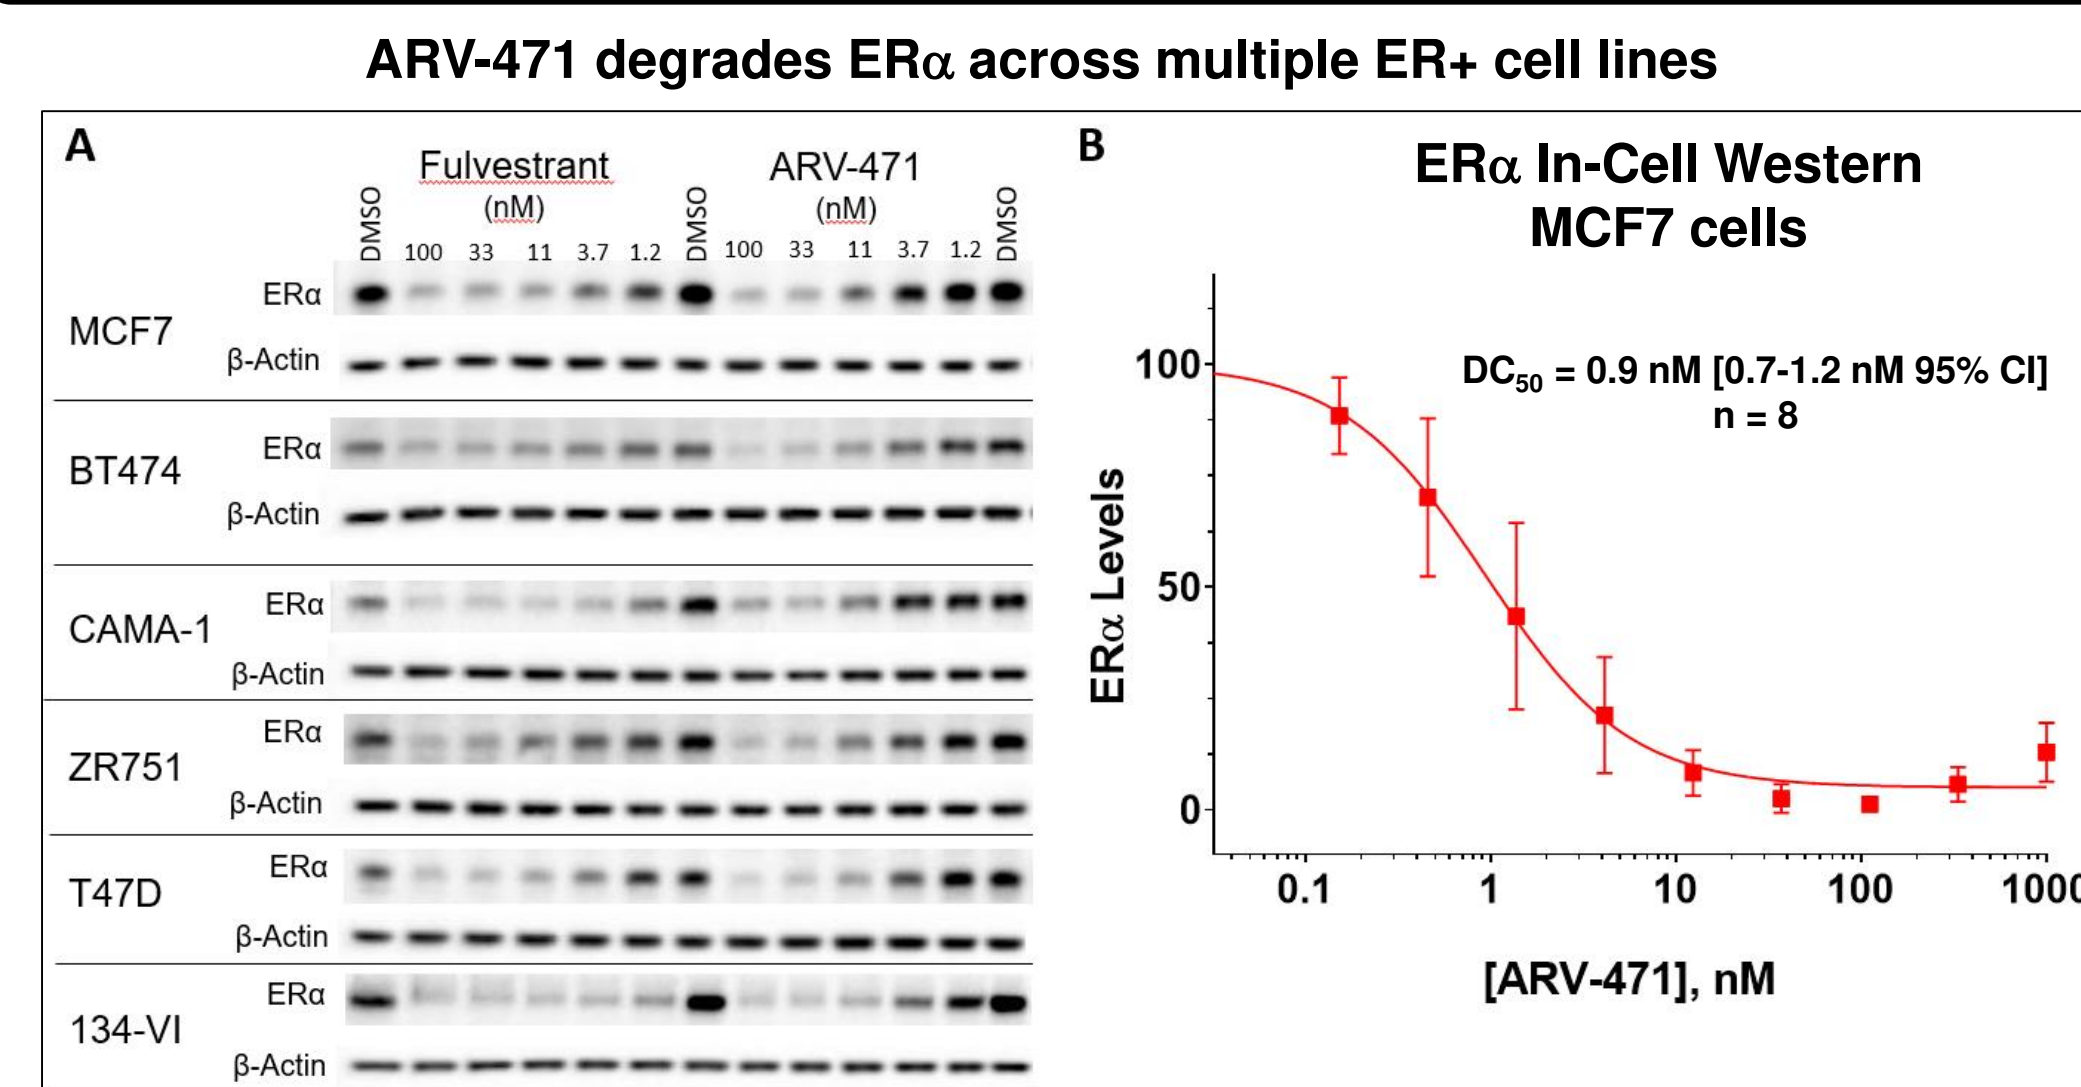 ARV-471 degrades ERα across multiple ER+ cell lines
A
Fulvestrant
(nM)
ARV-471
(nM)
DMSO 100 33 11 3.7 1.2 DMSO 100 33 11 3.7 1.2 DMSO
MCF7
ERα
β-Actin
BT474
ERα
β-Actin
CAMA-1
ERα
β-Actin
ZR751
ERα
β-Actin
T47D
ERα
β-Actin
134-VI
ERα
β-Actin
B
ERα In-Cell Western
MCF7 cells
DC50 = 0.9 nM [0.7-1.2 nM 95% CI]
n = 8
ERα Levels
100
50
0
0.1 1 10 100 1000
[ARV-471], nM